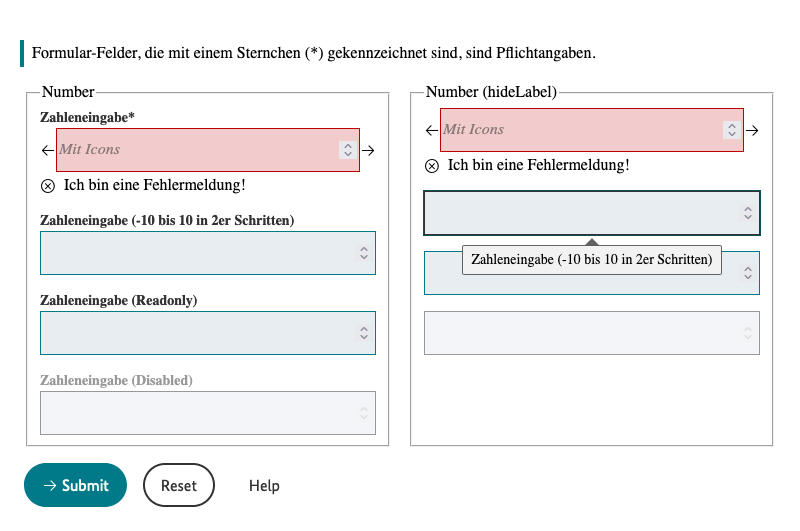 Formular-Felder, die mit einem Sternchen (*) gekennzeichnet sind, sind Pflichtangaben.
Number
Zahleneingabe*
Mit Icons
Ich bin eine Fehlermeldung!
Zahleneingabe (-10 bis 10 in 2er Schritten)
Zahleneingabe (Readonly)
Zahleneingabe (Disabled)
Number (hideLabel)
Mit Icons
Ich bin eine Fehlermeldung!
Zahleneingabe (-10 bis 10 in 2er Schritten)
Submit
Reset
Help